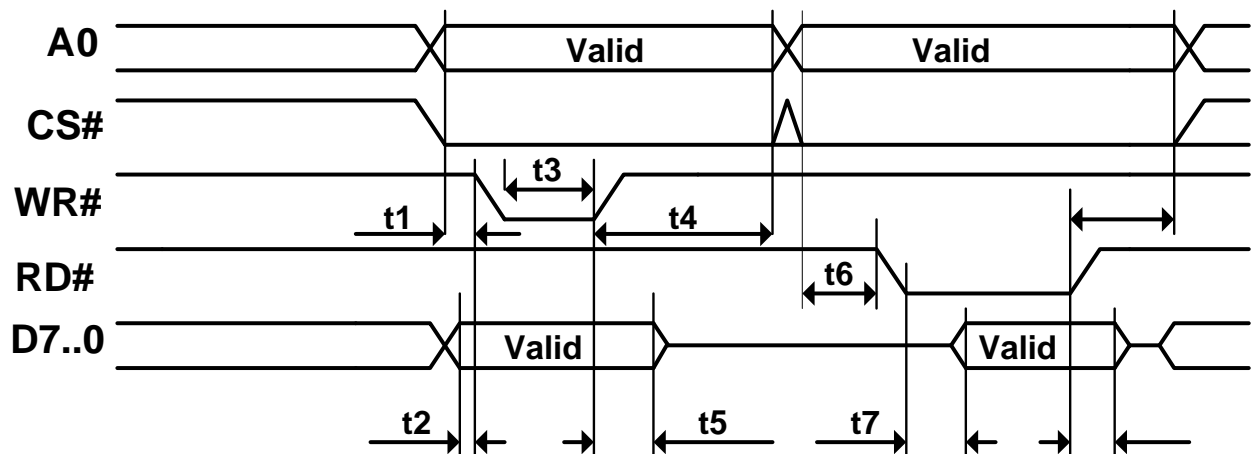 A0 Valid Valid
CS#
WR# t3
t1 t4
RD# t6
D7..0 Valid Valid
t2 t5 t7